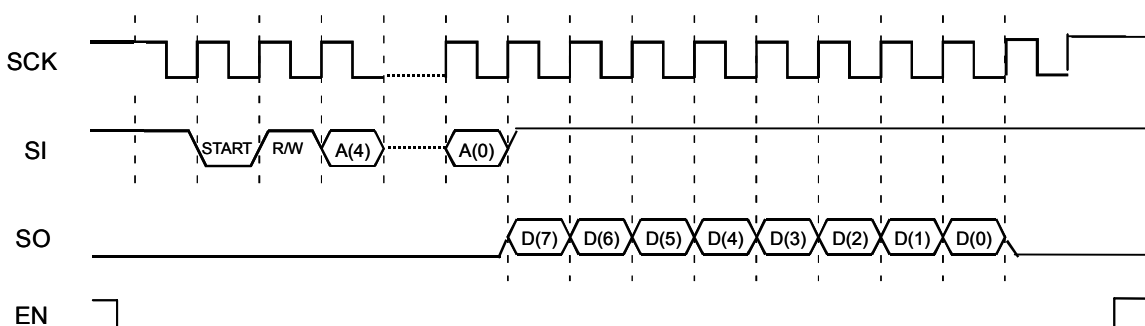 SCK
SI
START R/W A(4) A(0)
SO
D(7) D(6) D(5) D(4) D(3) D(2) D(1) D(0)
EN